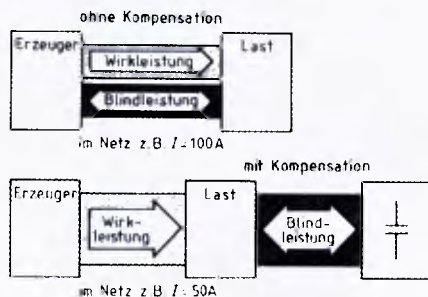 ohne Kompensation
Erzeuger
Last
Wirkleistung
Blindleistung
im Netz z.B. I=100A
mit Kompensation
Erzeuger
Last
Wirk-
leistung
Blind-
leistung
im Netz z.B. I=50A